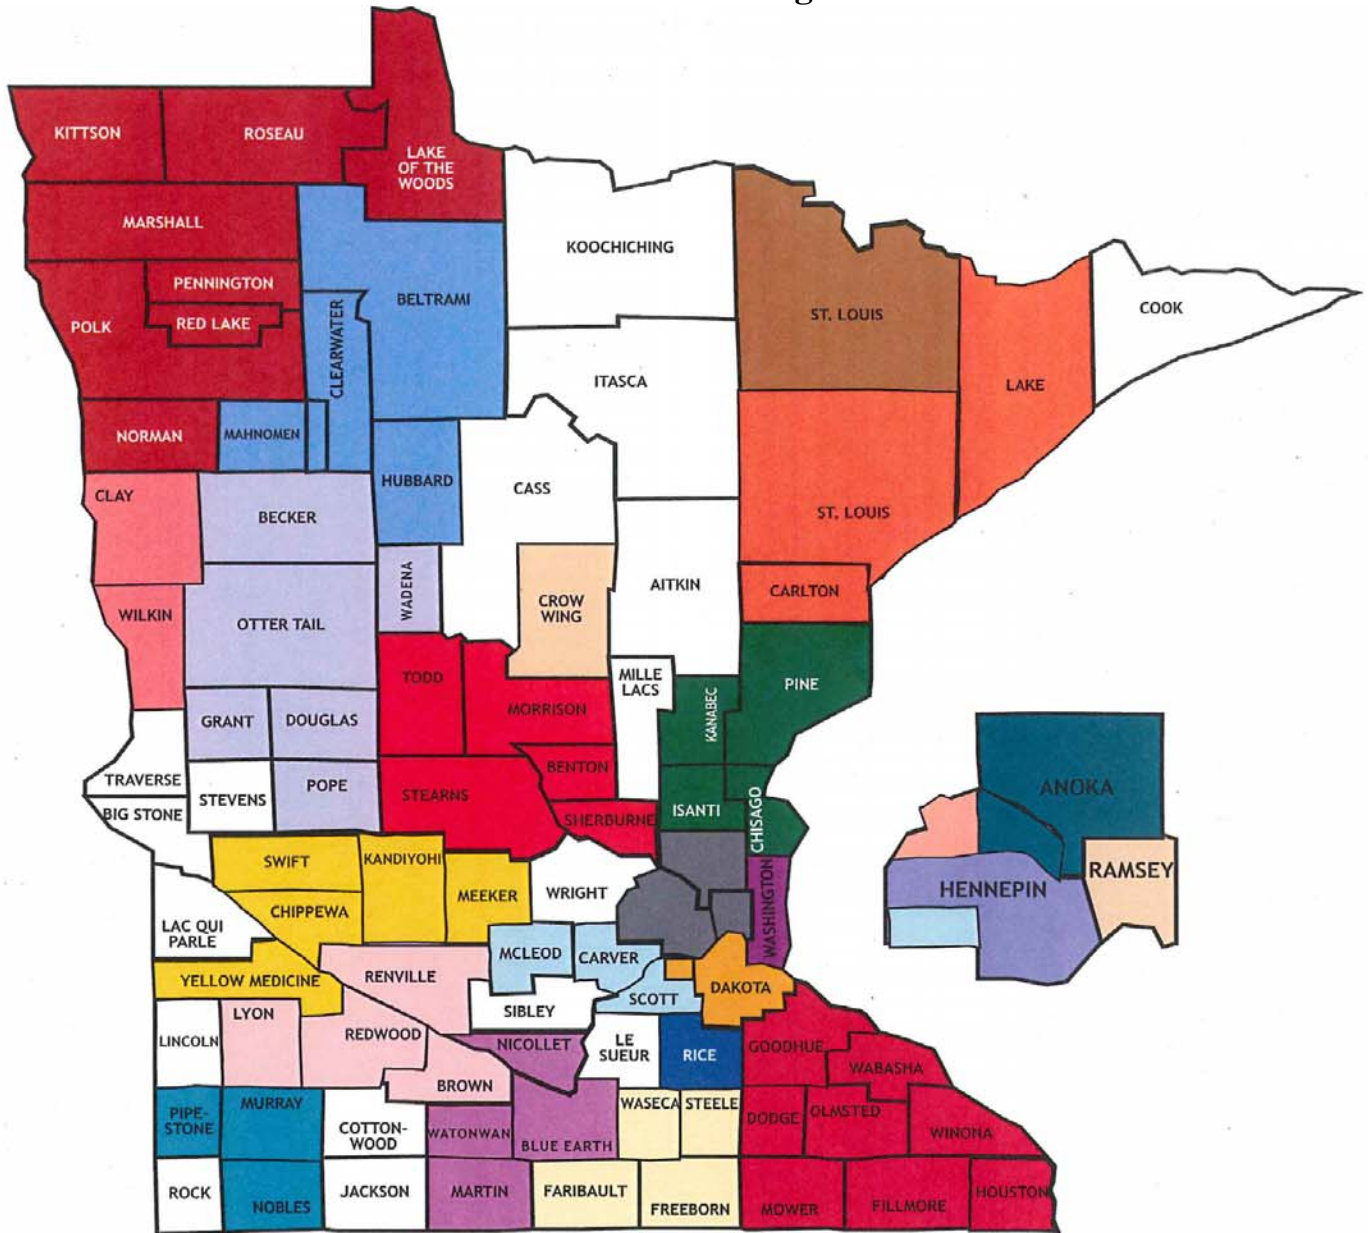 g
KITTSON
ROSEAU
LAKE
OF THE
WOODS
MARSHALL
KOOCHICHING
PENNINGTON
BELTRAMI
RED LAKE
POLK
CLEARWATER
ST. LOUIS
COOK
ITASCA
LAKE
NORMAN
MAHNOMEN
HUBBARD
CASS
CLAY
BECKER
ST. LOUIS
WADENA
AITKIN
CARLTON
WILKIN
OTTER TAIL
CROW
WING
TODD
MILLE
LACS
PINE
GRANT
DOUGLAS
MORRISON
KANABEC
TRAVERSE
STEVENS
POPE
BENTON
ANOKA
BIG STONE
STEARNS
SHERBURNE
ISANTI
CHISAGO
SWIFT
KANDIYOHI
RAMSEY
MEEKER
WRIGHT
WASHINGTON
HENNEPIN
CHIPPEWA
LAC QUI
PARLE
MCLEOD
CARVER
YELLOW MEDICINE
RENVILLE
DAKOTA
SCOTT
SIBLEY
LYON
LINCOLN
REDWOOD
NICOLLET
LE
SUEUR
RICE
GOODHUE
WABASHA
BROWN
PIPE-
STONE
MURRAY
WASECA
STEELE
DODGE
OLMSTED
COTTON-
WOOD
WATONWAN
BLUE EARTH
WINONA
ROCK
NOBLES
JACKSON
MARTIN
FARIBAULT
FREEBORN
MOWER
FILLMORE
HOUSTON